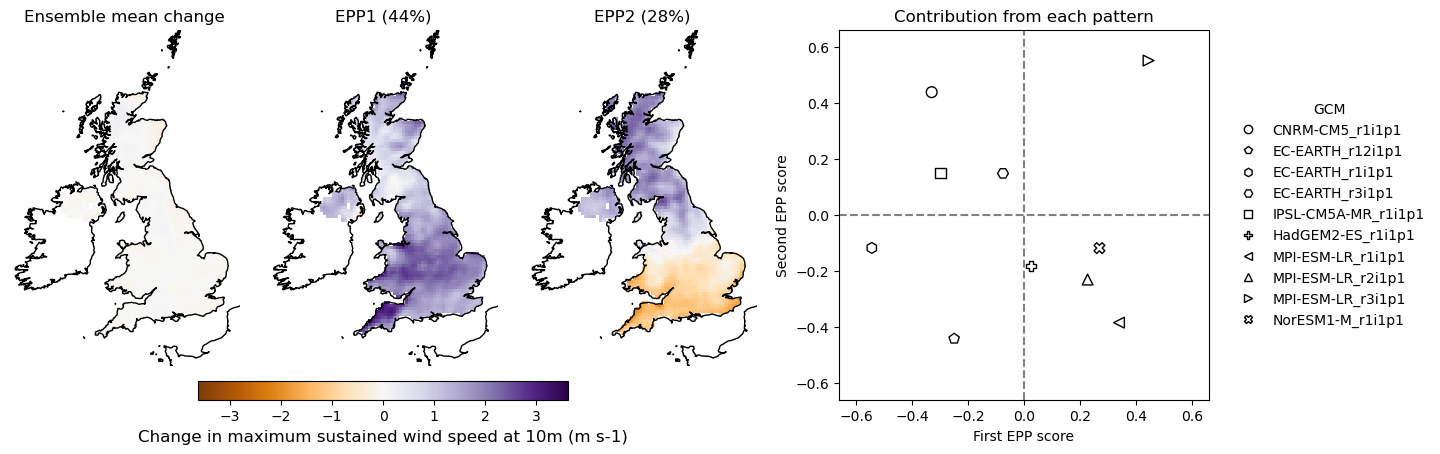 Ensemble mean change
EPP1 (44%)
EPP2 (28%)
−3 −2 −1 0 1 2 3
Change in maximum sustained wind speed at 10m (m s-1)
Contribution from each pattern
Second EPP score
0.6
0.4
0.2
0.0
−0.2
−0.4
−0.6
−0.6 −0.4 −0.2 0.0 0.2 0.4 0.6
First EPP score
GCM
CNRM-CM5_r1i1p1
EC-EARTH_r12i1p1
EC-EARTH_r1i1p1
EC-EARTH_r3i1p1
IPSL-CM5A-MR_r1i1p1
HadGEM2-ES_r1i1p1
MPI-ESM-LR_r1i1p1
MPI-ESM-LR_r2i1p1
MPI-ESM-LR_r3i1p1
NorESM1-M_r1i1p1